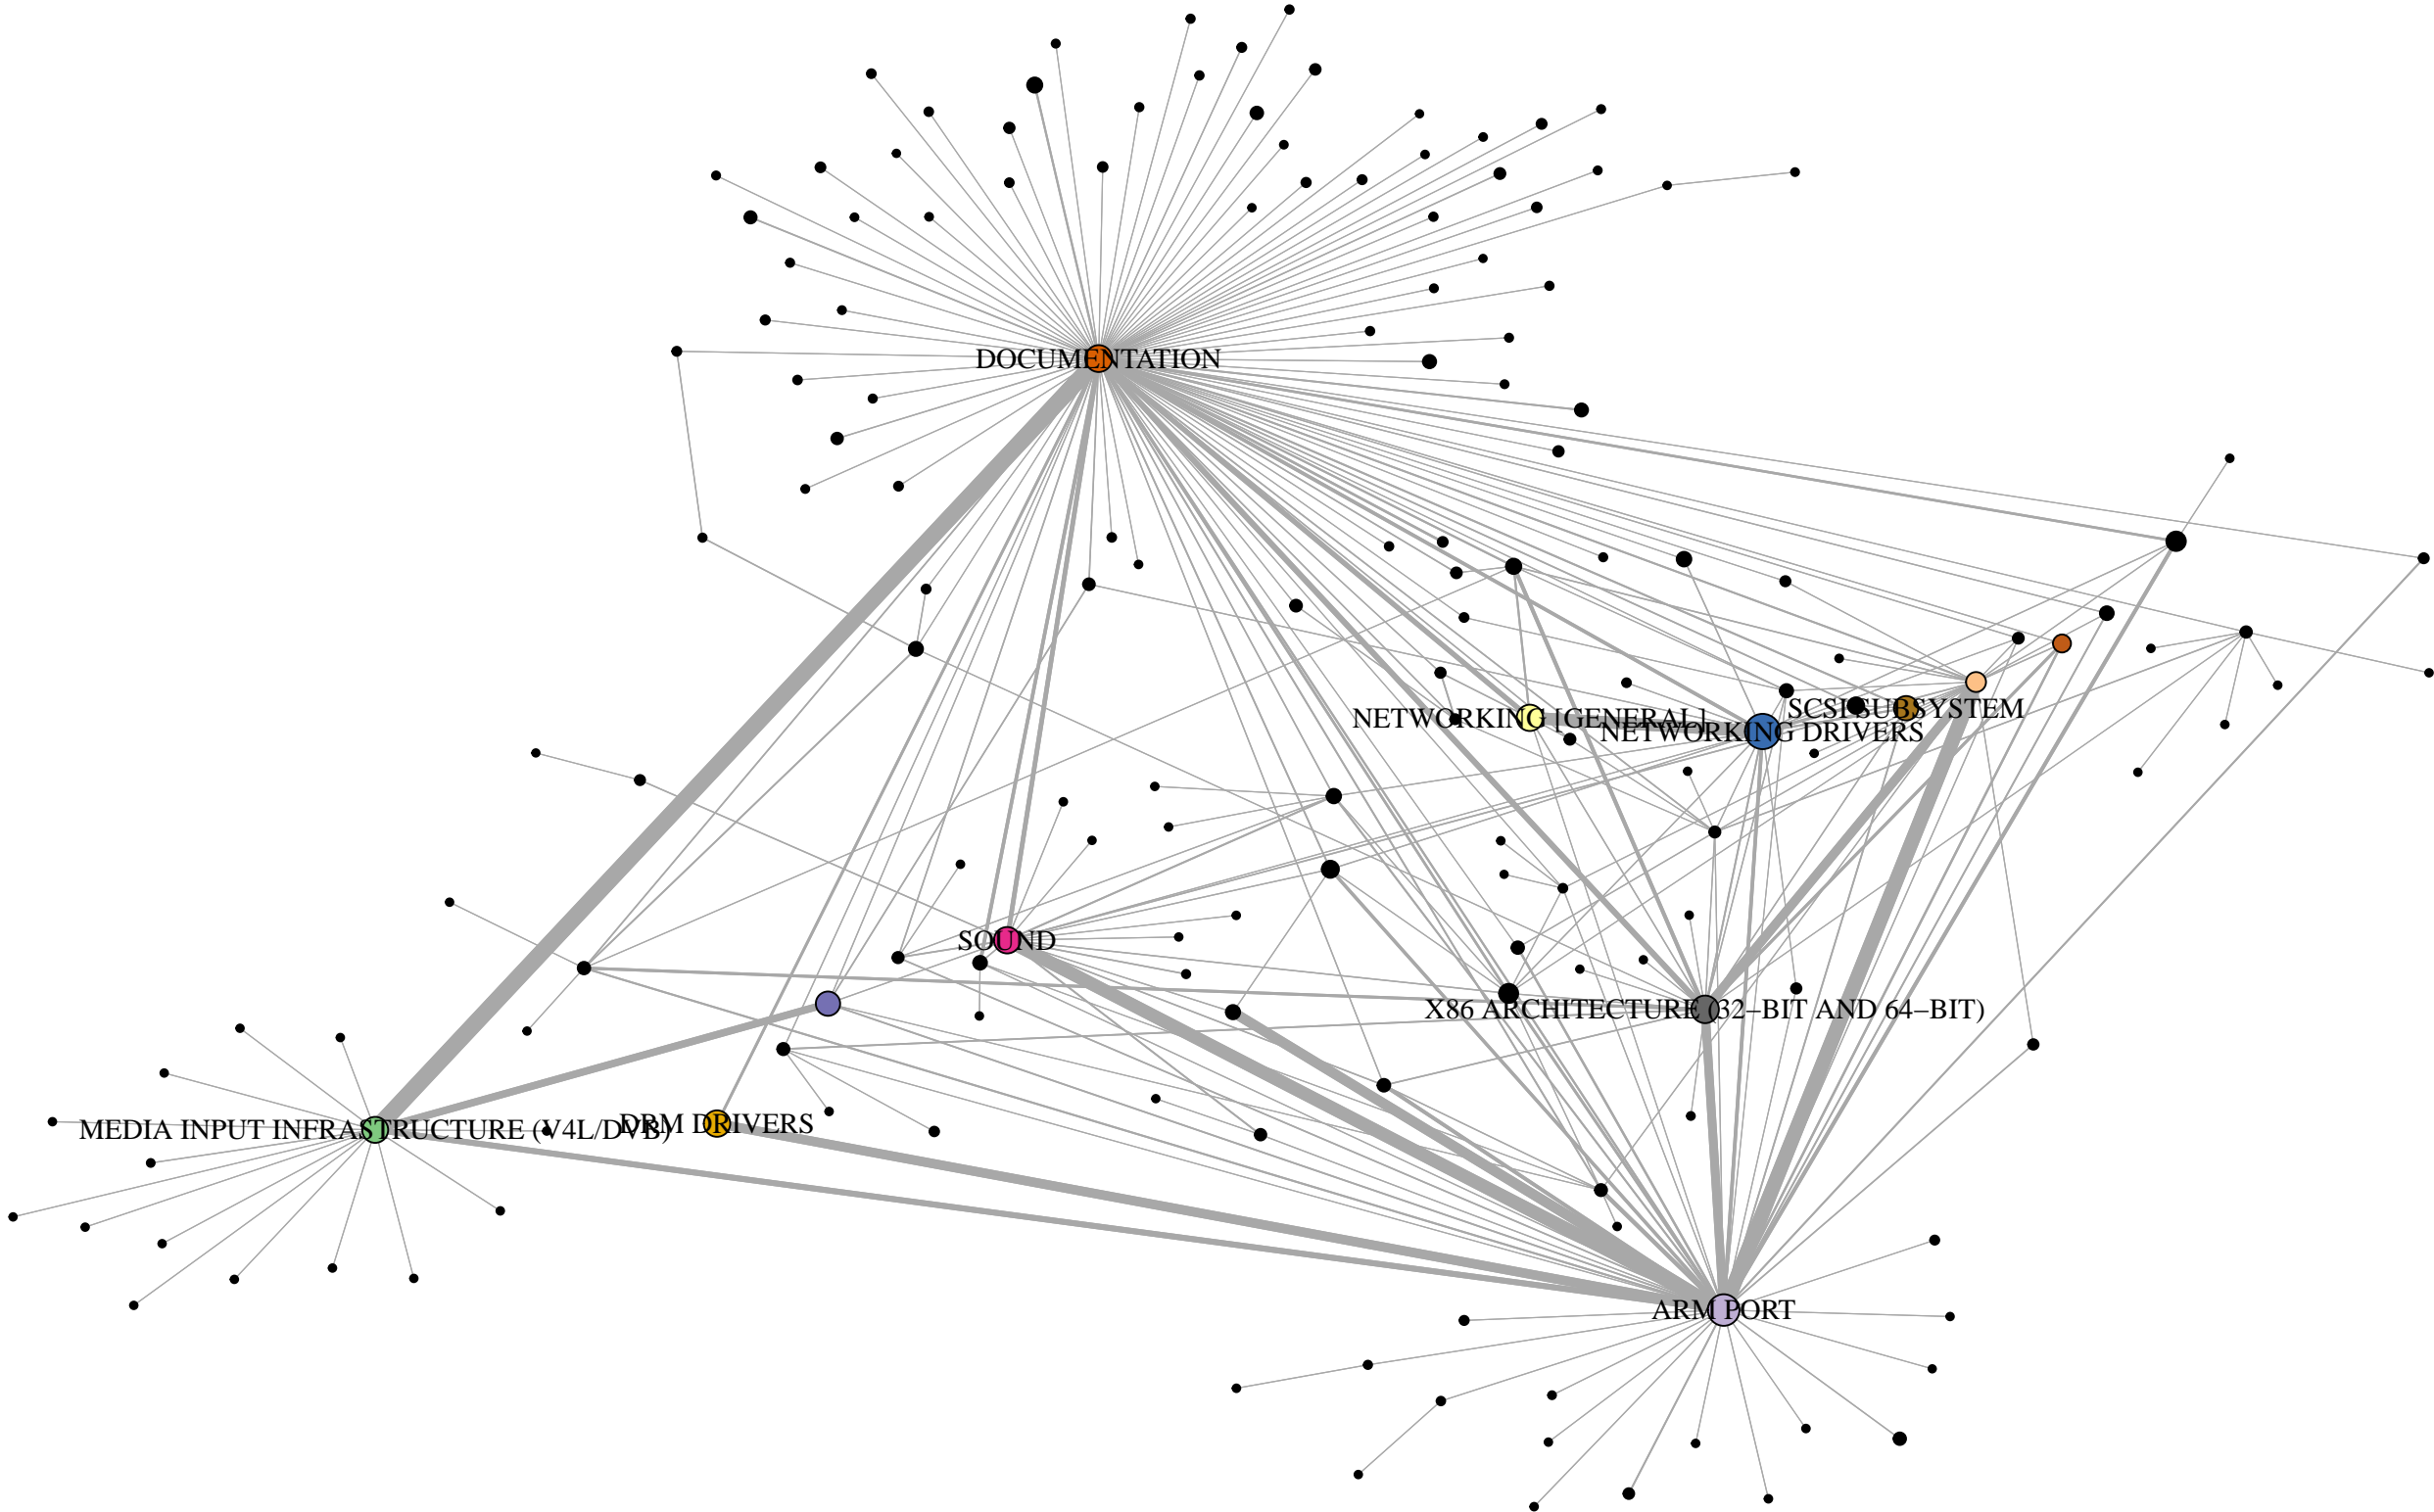 DOCUMENTATION
SCSI SUBSYSTEM
NETWORKING [GENERAL]
NETWORKING DRIVERS
SOUND
X86 ARCHITECTURE (32−BIT AND 64−BIT)
DRM DRIVERS
MEDIA INPUT INFRASTRUCTURE (V4L/DVB)
ARM PORT